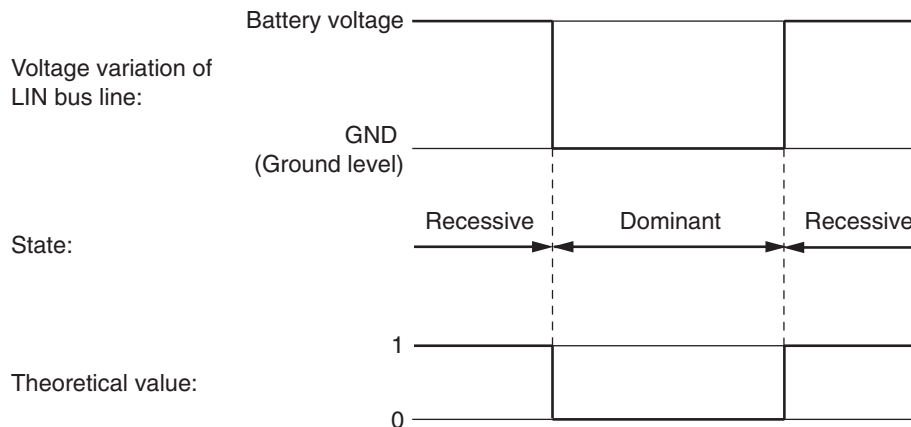 Battery voltage
Voltage variation of
LIN bus line:
GND
(Ground level)
Recessive Dominant Recessive
State:
1
Theoretical value:
0